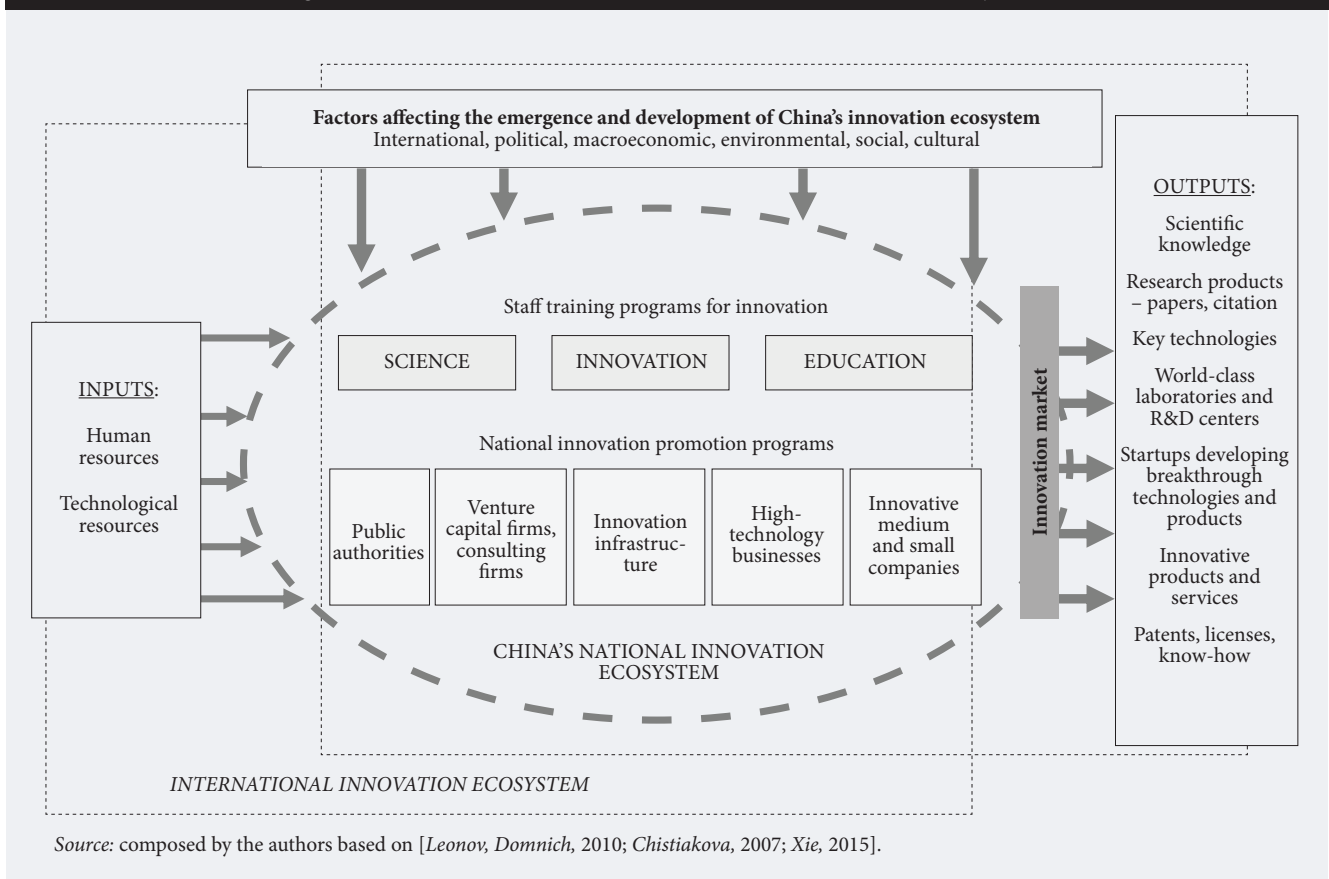 Factors affecting the emergence and development of China's innovation ecosystem
International, political, macroeconomic, environmental, social, cultural
INPUTS:
Human
resources
Technological
resources
Staff training programs for innovation
SCIENCE
INNOVATION
EDUCATION
National innovation promotion programs
Public
authorities
Venture
capital firms,
consulting
firms
Innovation
infrastruc-
ture
High-
technology
businesses
Innovative
medium
and small
companies
CHINA'S NATIONAL INNOVATION
ECOSYSTEM
Innovation market
OUTPUTS:
Scientific
knowledge
Research products
– papers, citation
Key technologies
World-class
laboratories and
R&D centers
Startups developing
breakthrough
technologies and
products
Innovative
products and
services
Patents, licenses,
know-how
INTERNATIONAL INNOVATION ECOSYSTEM
Source: composed by the authors based on [Leonov, Domnich, 2010; Chistiakova, 2007; Xie, 2015].